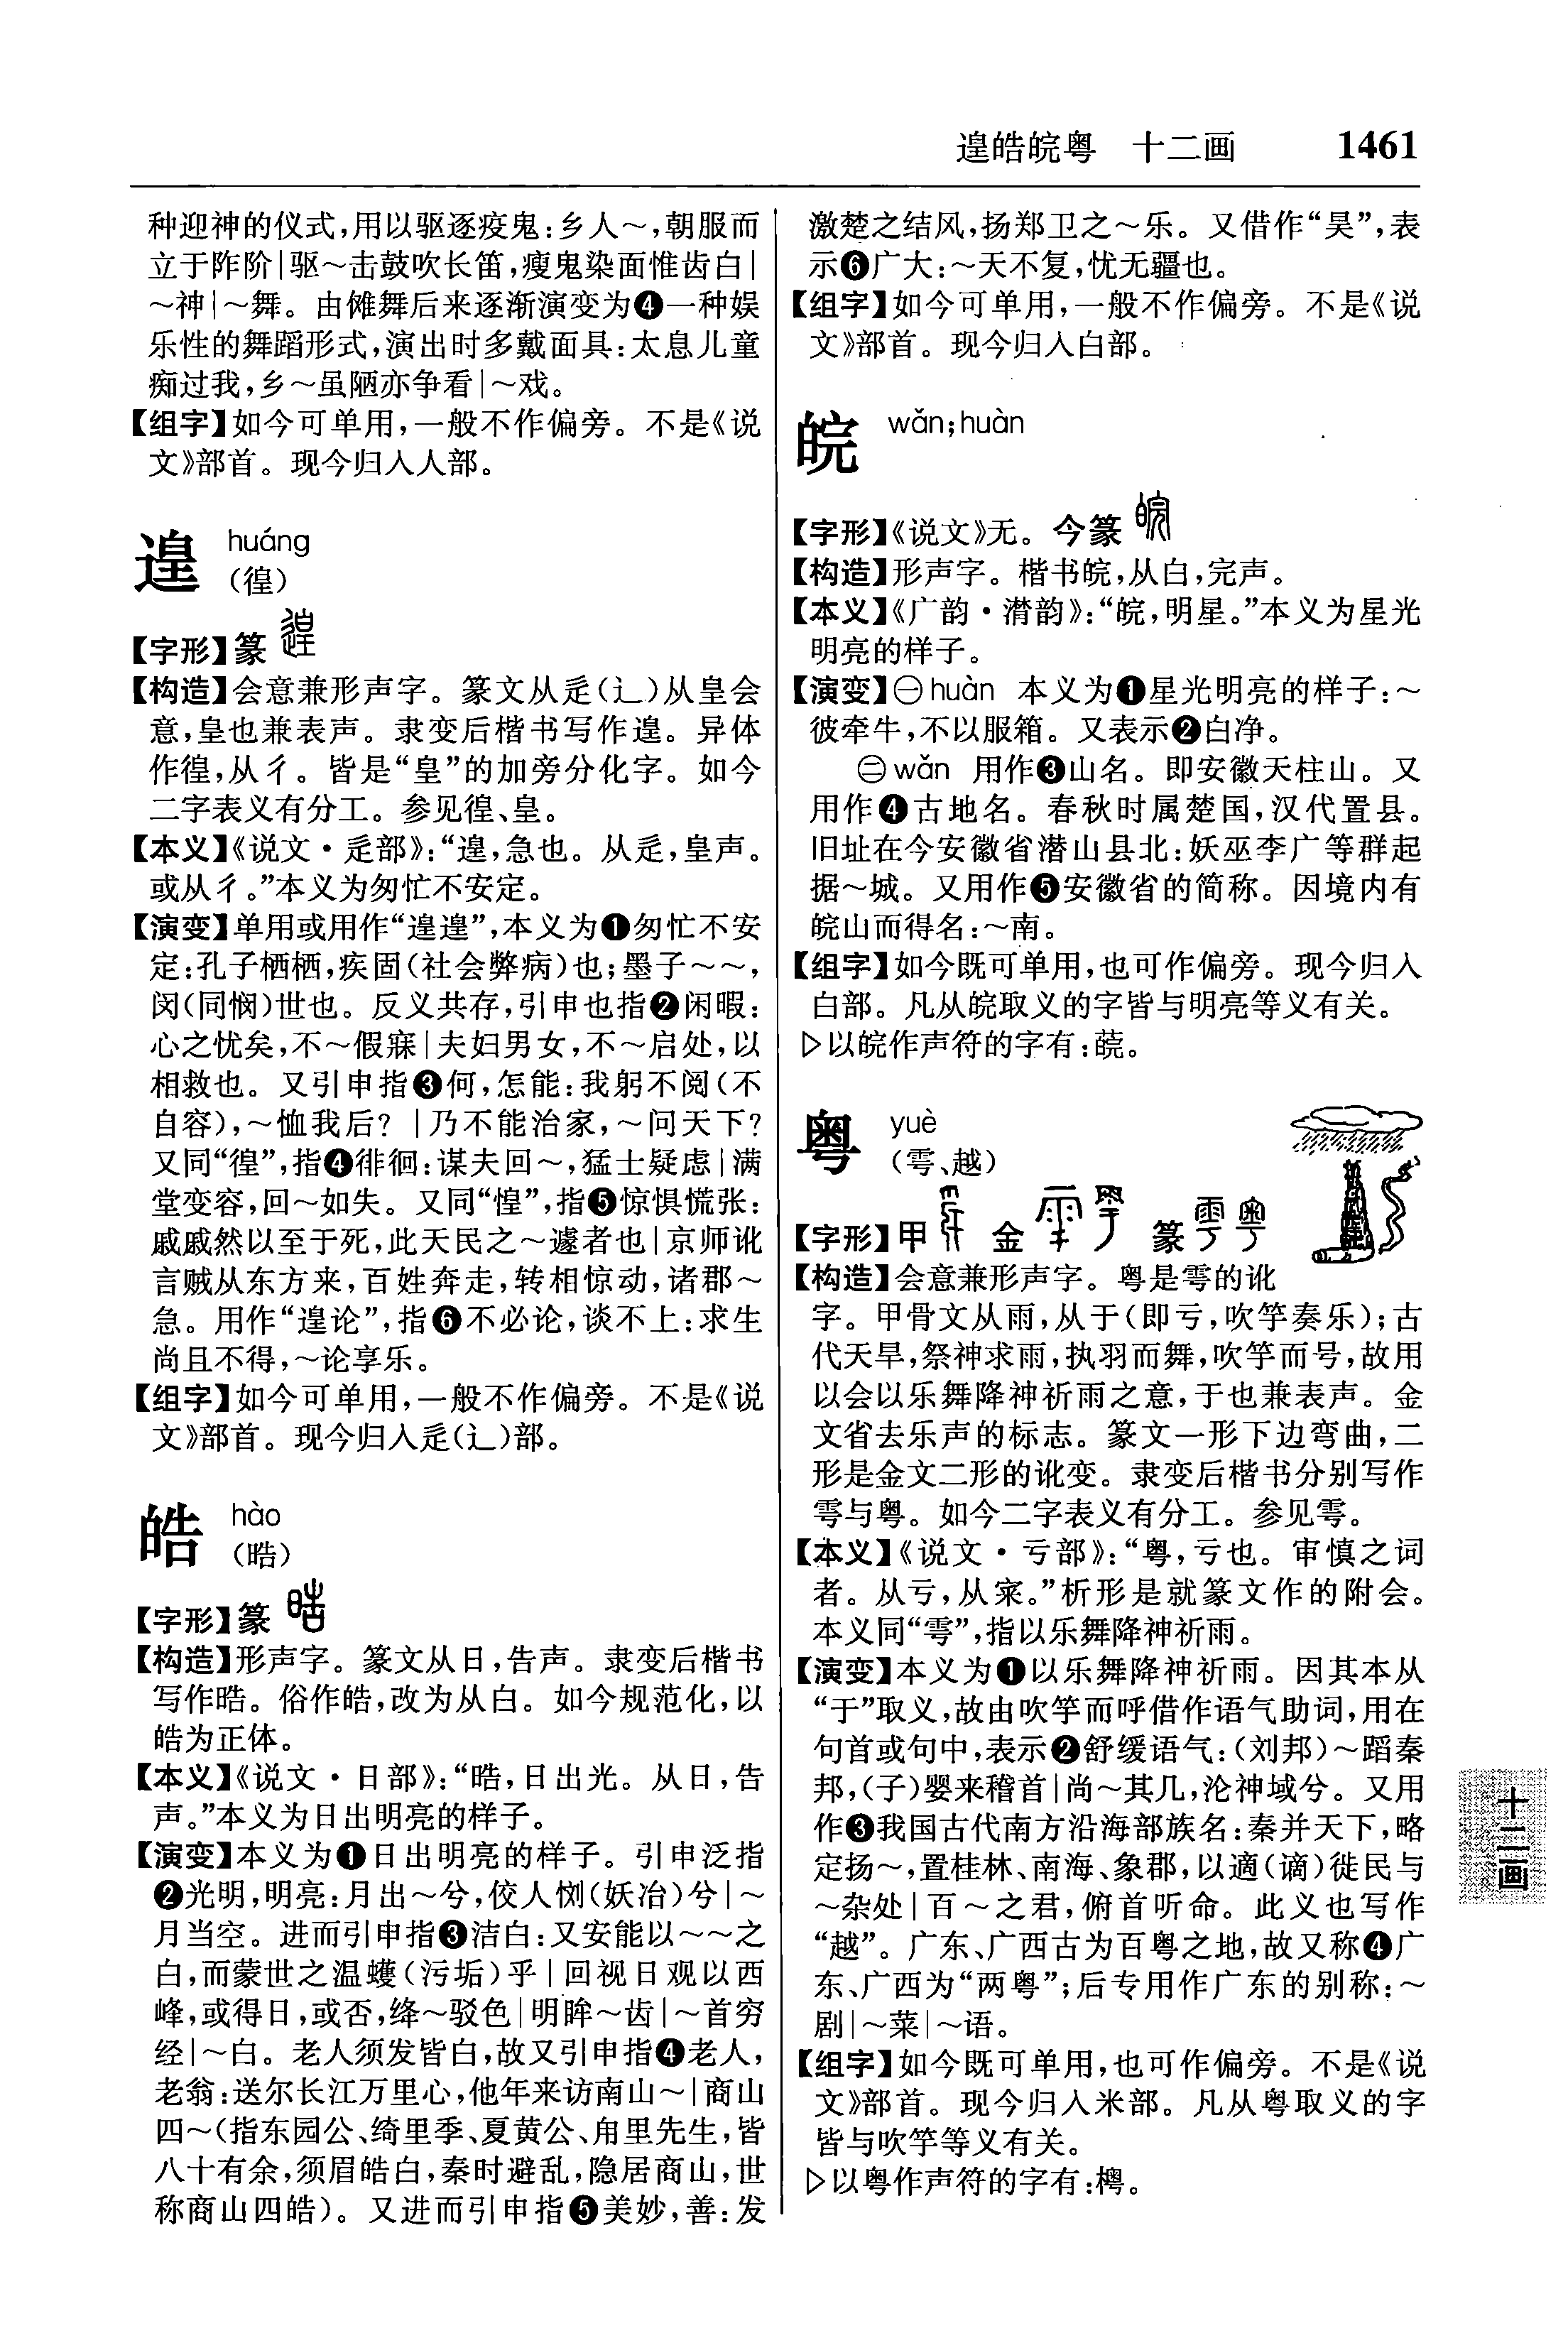 遑皓皖粤　十二画　1461
种迎神的仪式,用以驱逐疫鬼:乡人～,朝服而
立于阼阶|驱～击鼓吹长笛,瘦鬼染面惟齿白|
～神|～舞。由傩舞后来逐渐演变为❹一种娱
乐性的舞蹈形式,演出时多戴面具:太息儿童
痴过我,乡～虽陋亦争看|～戏。
【组字】如今可单用,一般不作偏旁。不是《说
文》部首。现今归入人部。
遑 huáng
(徨)
【字形】篆
【构造】会意兼形声字。篆文从辵(辶)从皇会
意,皇也兼表声。隶变后楷书写作遑。异体
作徨,从彳。皆是“皇”的加旁分化字。如今
二字表义有分工。参见徨、皇。
【本义】《说文·辵部》:“遑,急也。从辵,皇声。
或从彳。”本义为匆忙不安定。
【演变】单用或用作“遑遑”,本义为❶匆忙不安
定:孔子栖栖,疾固(社会弊病)也;墨子～～,
闵(同悯)世也。反义共存,引申也指❷闲暇:
心之忧矣,不～假寐|夫妇男女,不～启处,以
相救也。又引申指❸何,怎能:我躬不阅(不
自容),～恤我后?|乃不能治家,～问天下?
又同“徨”,指❹徘徊:谋夫回～,猛士疑虑|满
堂变容,回～如失。又同“惶”,指❺惊惧慌张:
戚戚然以至于死,此天民之～遽者也|京师讹
言贼从东方来,百姓奔走,转相惊动,诸郡～
急。用作“遑论”,指❻不必论,谈不上:求生
尚且不得,～论享乐。
【组字】如今可单用,一般不作偏旁。不是《说
文》部首。现今归入辵(辶)部。
皓 hào
(晧)
【字形】篆
【构造】形声字。篆文从日,告声。隶变后楷书
写作晧。俗作皓,改为从白。如今规范化,以
皓为正体。
【本义】《说文·日部》:“晧,日出光。从日,告
声。”本义为日出明亮的样子。
【演变】本义为❶日出明亮的样子。引申泛指
❷光明,明亮:月出～兮,佼人懰(妖冶)兮|～
月当空。进而引申指❸洁白:又安能以～～之
白,而蒙世之温蠖(污垢)乎|回视日观以西
峰,或得日,或否,绛～驳色|明眸～齿|～首穷
经|～白。老人须发皆白,故又引申指❹老人,
老翁:送尔长江万里心,他年来访南山～|商山
四～(指东园公、绮里季、夏黄公、甪里先生,皆
八十有余,须眉皓白,秦时避乱,隐居商山,世
称商山四皓)。又进而引申指❺美妙,善:发
激楚之结风,扬郑卫之～乐。又借作“昊”,表
示❻广大:～天不复,忧无疆也。
【组字】如今可单用,一般不作偏旁。不是《说
文》部首。现今归入白部。
皖 wǎn;huàn
【字形】《说文》无。今篆
【构造】形声字。楷书皖,从白,完声。
【本义】《广韵·潸韵》:“皖,明星。”本义为星光
明亮的样子。
【演变】㊀huàn 本义为❶星光明亮的样子:～
彼牵牛,不以服箱。又表示❷白净。
㊁wǎn 用作❸山名。即安徽天柱山。又
用作❹古地名。春秋时属楚国,汉代置县。
旧址在今安徽省潜山县北:妖巫李广等群起
据～城。又用作❺安徽省的简称。因境内有
皖山而得名:～南。
【组字】如今既可单用,也可作偏旁。现今归入
白部。凡从皖取义的字皆与明亮等义有关。
▷以皖作声符的字有:䓸。
粤 yuè
(雩、越)
【字形】甲 金 篆
【构造】会意兼形声字。粤是雩的讹
字。甲骨文从雨,从于(即亏,吹竽奏乐);古
代天旱,祭神求雨,执羽而舞,吹竽而号,故用
以会以乐舞降神祈雨之意,于也兼表声。金
文省去乐声的标志。篆文一形下边弯曲,二
形是金文二形的讹变。隶变后楷书分别写作
雩与粤。如今二字表义有分工。参见雩。
【本义】《说文·亏部》:“粤,亏也。审慎之词
者。从亏,从寀。”析形是就篆文作的附会。
本义同“雩”,指以乐舞降神祈雨。
【演变】本义为❶以乐舞降神祈雨。因其本从
“于”取义,故由吹竽而呼借作语气助词,用在
句首或句中,表示❷舒缓语气:(刘邦)～蹈秦
邦,(子)婴来稽首|尚～其几,沦神域兮。又用
作❸我国古代南方沿海部族名:秦并天下,略
定扬～,置桂林、南海、象郡,以適(谪)徙民与
～杂处|百～之君,俯首听命。此义也写作
“越”。广东、广西古为百粤之地,故又称❹广
东、广西为“两粤”;后专用作广东的别称:～
剧|～菜|～语。
【组字】如今既可单用,也可作偏旁。不是《说
文》部首。现今归入米部。凡从粤取义的字
皆与吹竽等义有关。
▷以粤作声符的字有:樗。
十二画